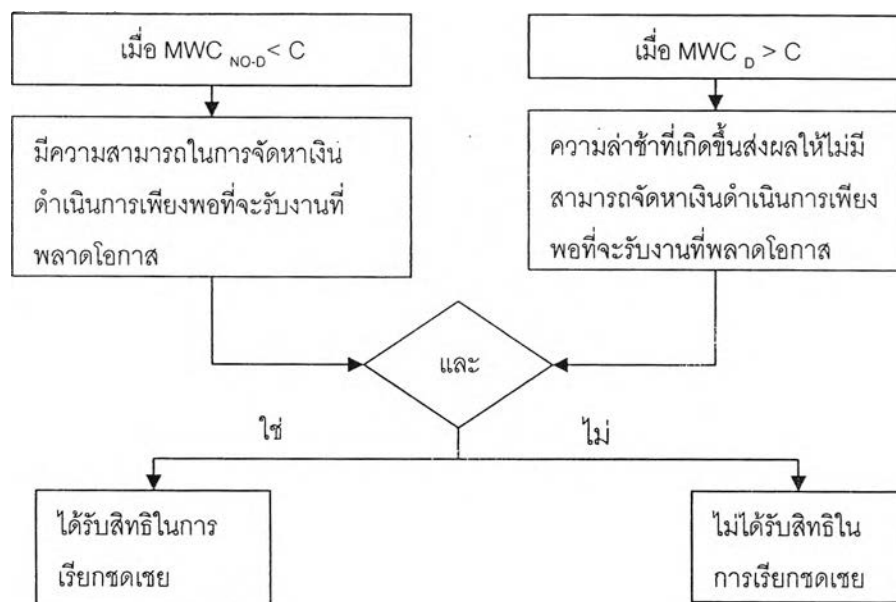 เมื่อ MWC NO-D < C
เมื่อ MWC D > C
มีความสามารถในการจัดหาเงิน
ดำเนินการเพียงพอที่จะรับงานที่
พลาดโอกาส
ความล่าช้าที่เกิดขึ้นส่งผลให้ไม่มี
สามารถจัดหาเงินดำเนินการเพียง
พอที่จะรับงานที่พลาดโอกาส
และ
ใช่
ไม่
ได้รับสิทธิในการ
เรียกชดเชย
ไม่ได้รับสิทธิใน
การเรียกชดเชย